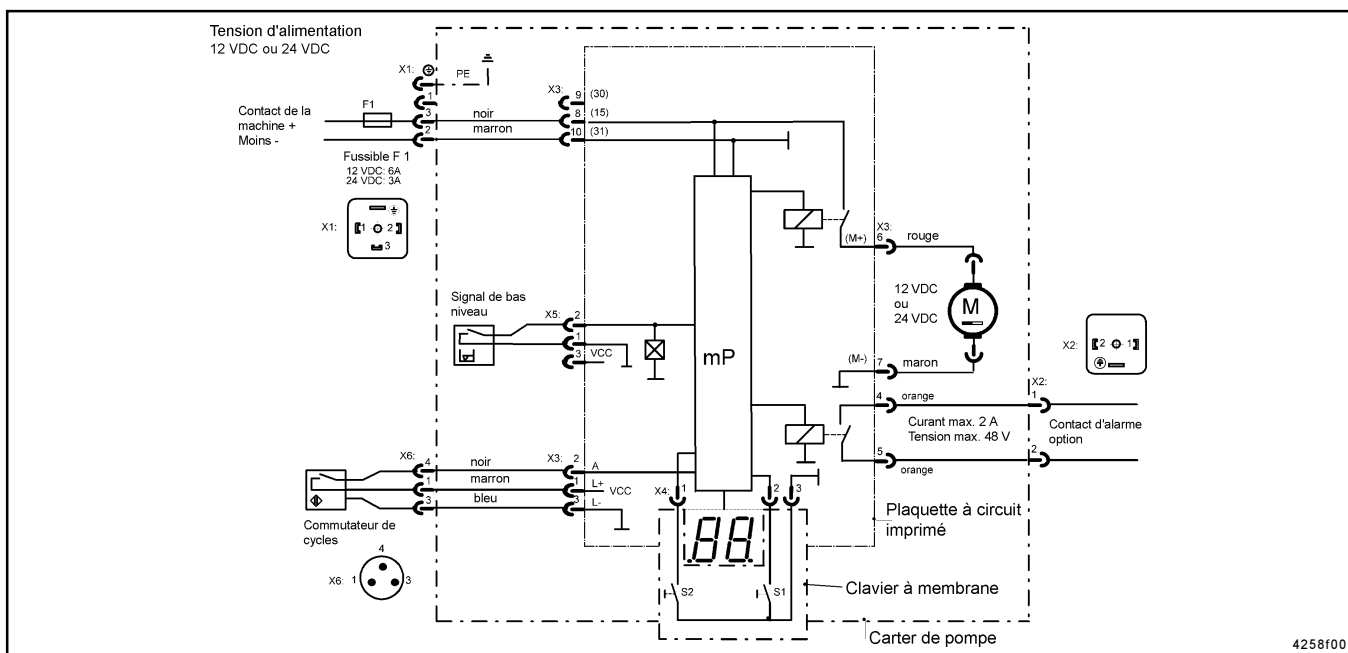 Tension d'alimentation
12 VDC ou 24 VDC
X1:
PE
1
3
2
F1
Contact de la
machine +
Moins -
noir
marron
X3:
9 (30)
8 (15)
10 (31)
Fussible F 1
12 VDC: 6A
24 VDC: 3A
X1:
1
2
3
(M+)
X3:
6
rouge
12 VDC
ou
24 VDC
M
(M-)
7
maron
X2:
2
1
Signal de bas
niveau
X5:
2
1
3
VCC
mP
4
orange
Curant max. 2 A
Tension max. 48 V
5
orange
X2:
1
Contact d'alarme
option
2
X6:
4
1
3
noir
marron
bleu
X3:
2
1
3
A
L+
VCC
L-
X4:
1
2
3
Commutateur de
cycles
4
X6:
1
3
88
S2
S1
Plaquette à circuit
imprimé
Clavier à membrane
Carter de pompe
4258f00